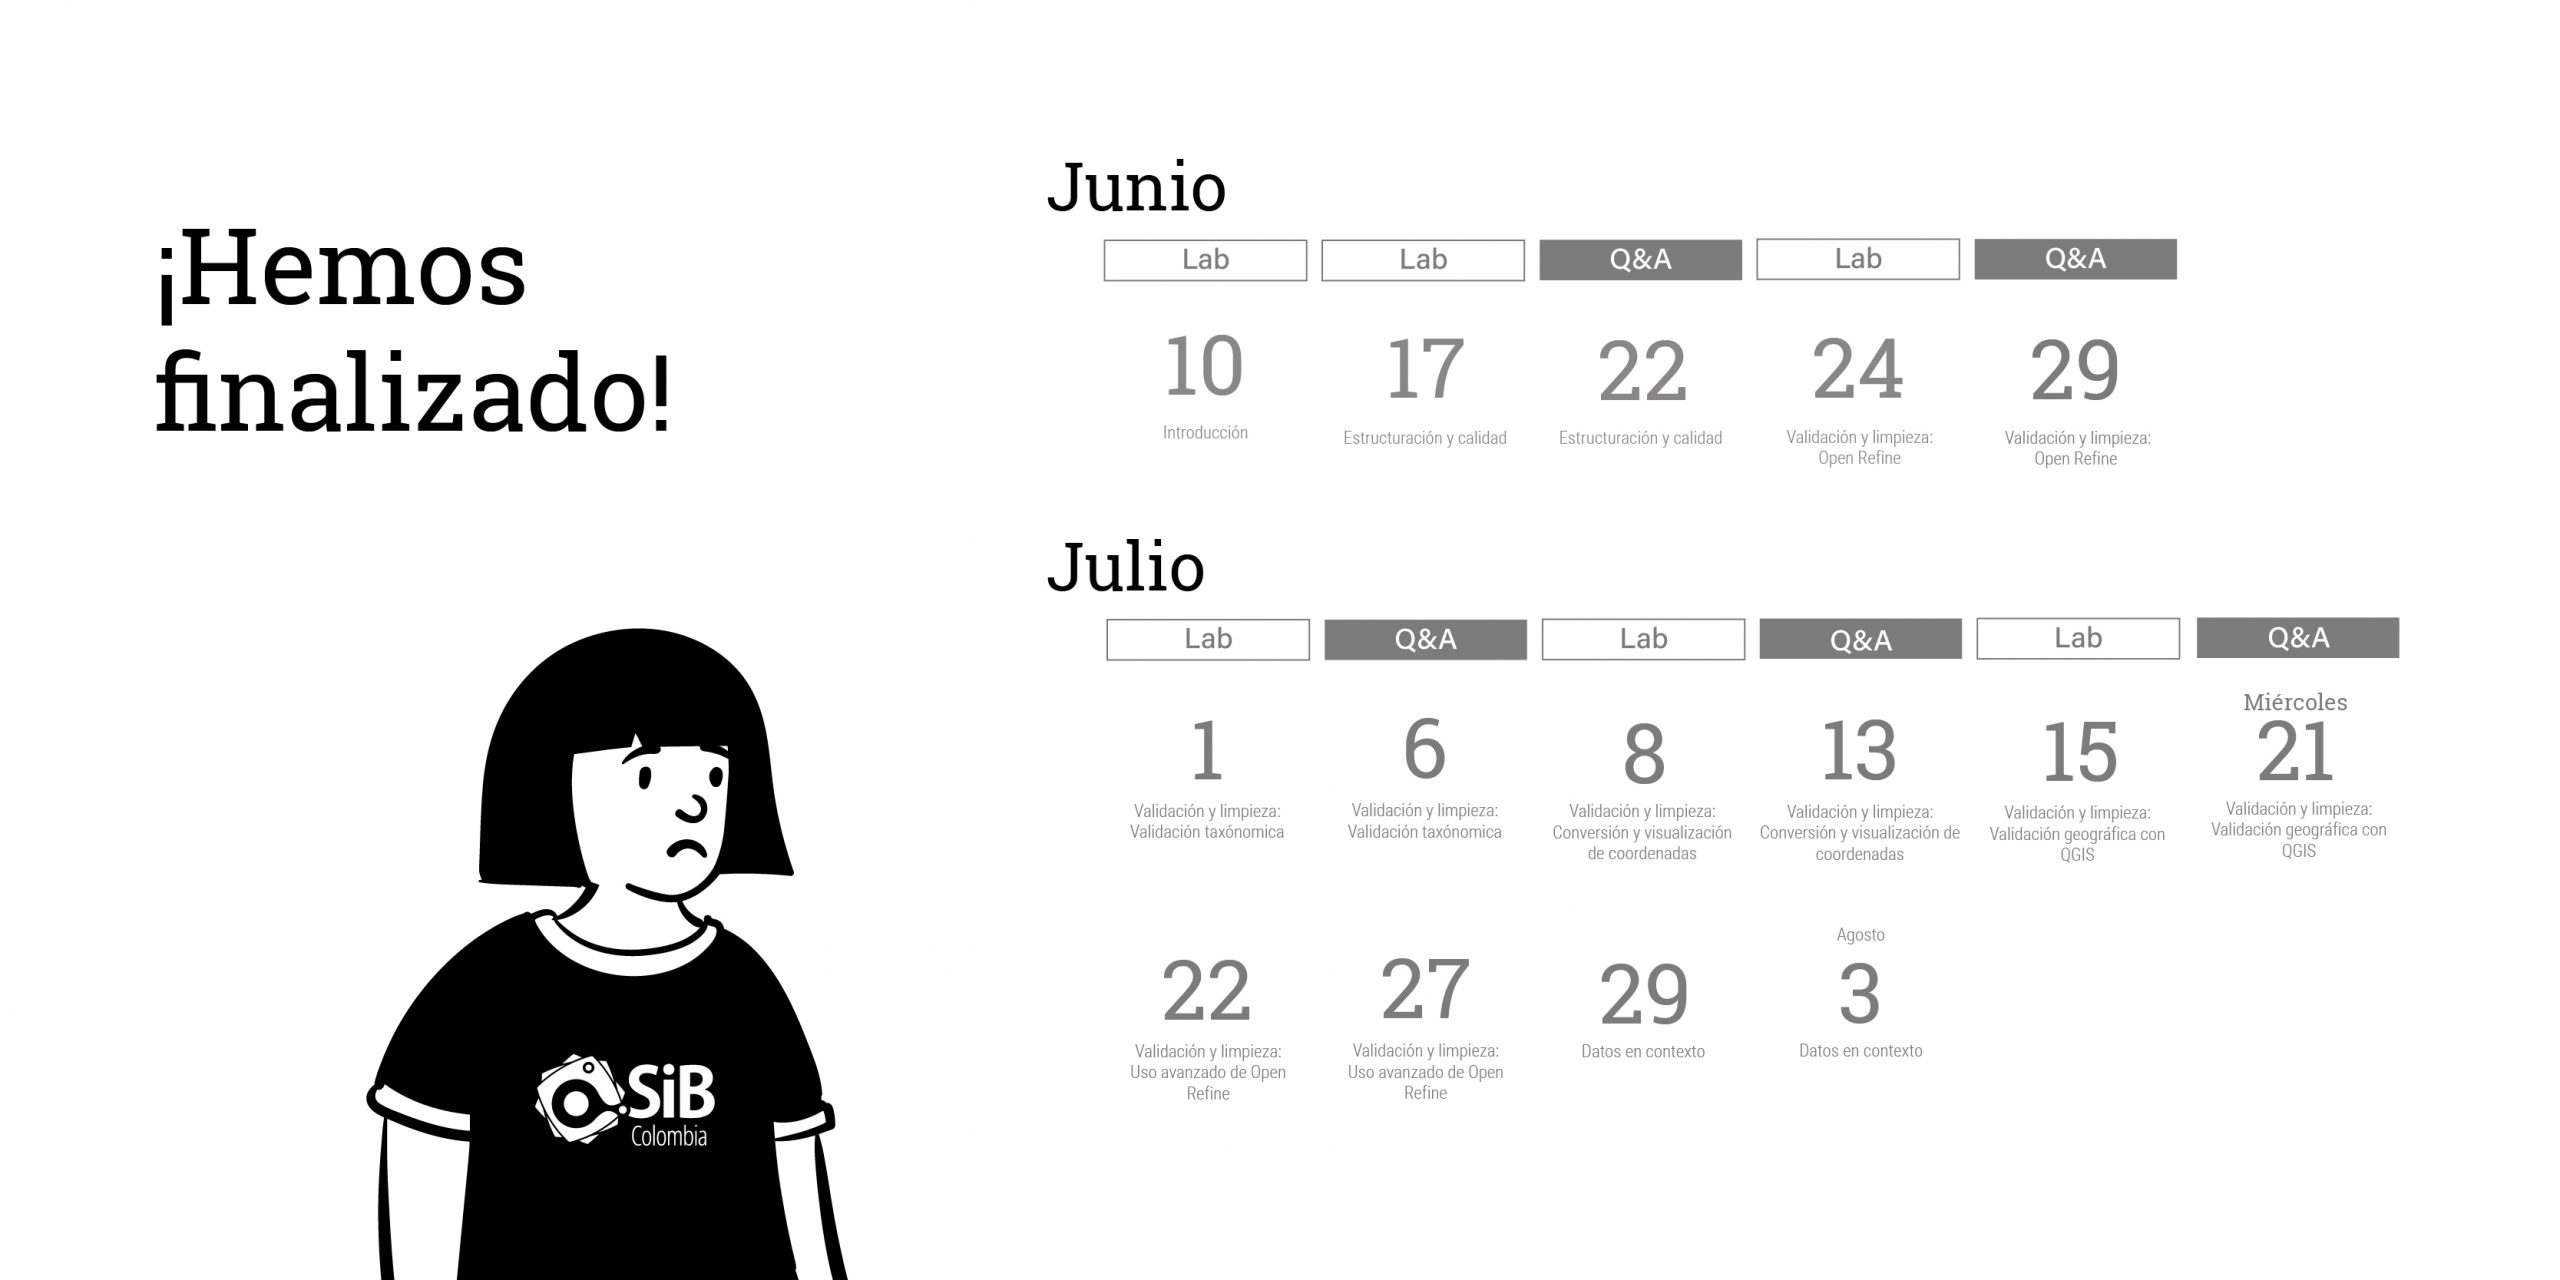 ¡Hemos
finalizado!
Junio
Lab Lab Q&A Lab Q&A
10 17 22 24 29
Introducción
Estructuración y calidad
Estructuración y calidad
Validación y limpieza:
Open Refine
Validación y limpieza:
Open Refine
Julio
Lab Q&A Lab Q&A Lab Q&A
1
Validación y limpieza:
Validación taxónomica
6
Validación y limpieza:
Validación taxónomica
8
Validación y limpieza:
Conversión y visualización
de coordenadas
13
Validación y limpieza:
Conversión y visualización de
coordenadas
15
Validación y limpieza:
Validación geográfica con
QGIS
Miércoles
21
Validación y limpieza:
Validación geográfica con
QGIS
22
Validación y limpieza:
Uso avanzado de Open
Refine
27
Validación y limpieza:
Uso avanzado de Open
Refine
29
Datos en contexto
Agosto
3
Datos en contexto
SiB
Colombia